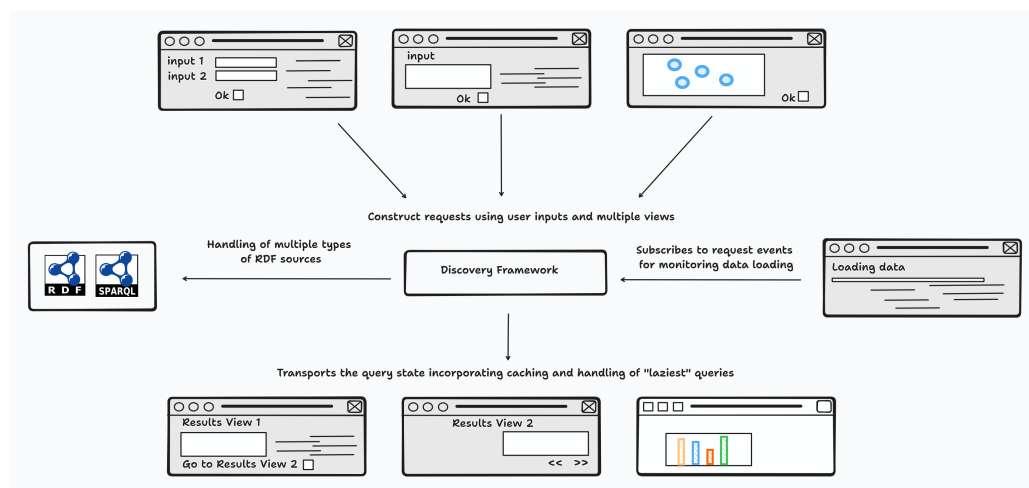 input 1
input 2
Ok
input
Ok
Ok
Construct requests using user inputs and multiple views
Handling of multiple types
of RDF sources
RDF
SPARQL
Discovery Framework
Subscribes to request events
for monitoring data loading
Loading data
Transports the query state incorporating caching and handling of "laziest" queries
Results View 1
Go to Results View 2
Results View 2
<< >>